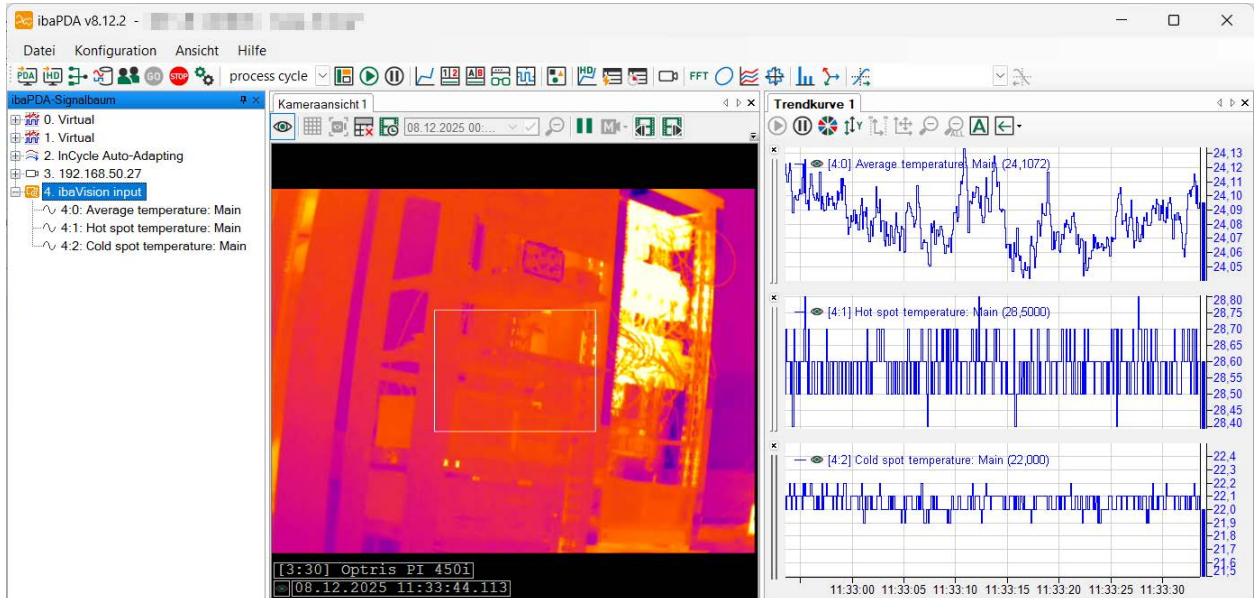 ibaPDA v8.12.2 -
Datei Konfiguration Ansicht Hilfe
PDA HD GO STOP process cycle HD FFT
ibaPDA-Signalbaum
0. Virtual
1. Virtual
2. InCycle Auto-Adapting
3. 192.168.50.27
4. ibaVision input
4:0: Average temperature: Main
4:1: Hot spot temperature: Main
4:2: Cold spot temperature: Main
Kameraansicht 1
08.12.2025 00:...
[3:30] Optris PI 450i
08.12.2025 11:33:44.113
Trendkurve 1
[4:0] Average temperature: Main (24,1072)
24,13
24,12
24,11
24,10
24,09
24,08
24,07
24,06
24,05
[4:1] Hot spot temperature: Main (28,5000)
28,80
28,75
28,70
28,65
28,60
28,55
28,50
28,45
28,40
[4:2] Cold spot temperature: Main (22,000)
22,4
22,3
22,2
22,1
22,0
21,9
21,8
21,7
21,6
21,5
11:33:00 11:33:05 11:33:10 11:33:15 11:33:20 11:33:25 11:33:30